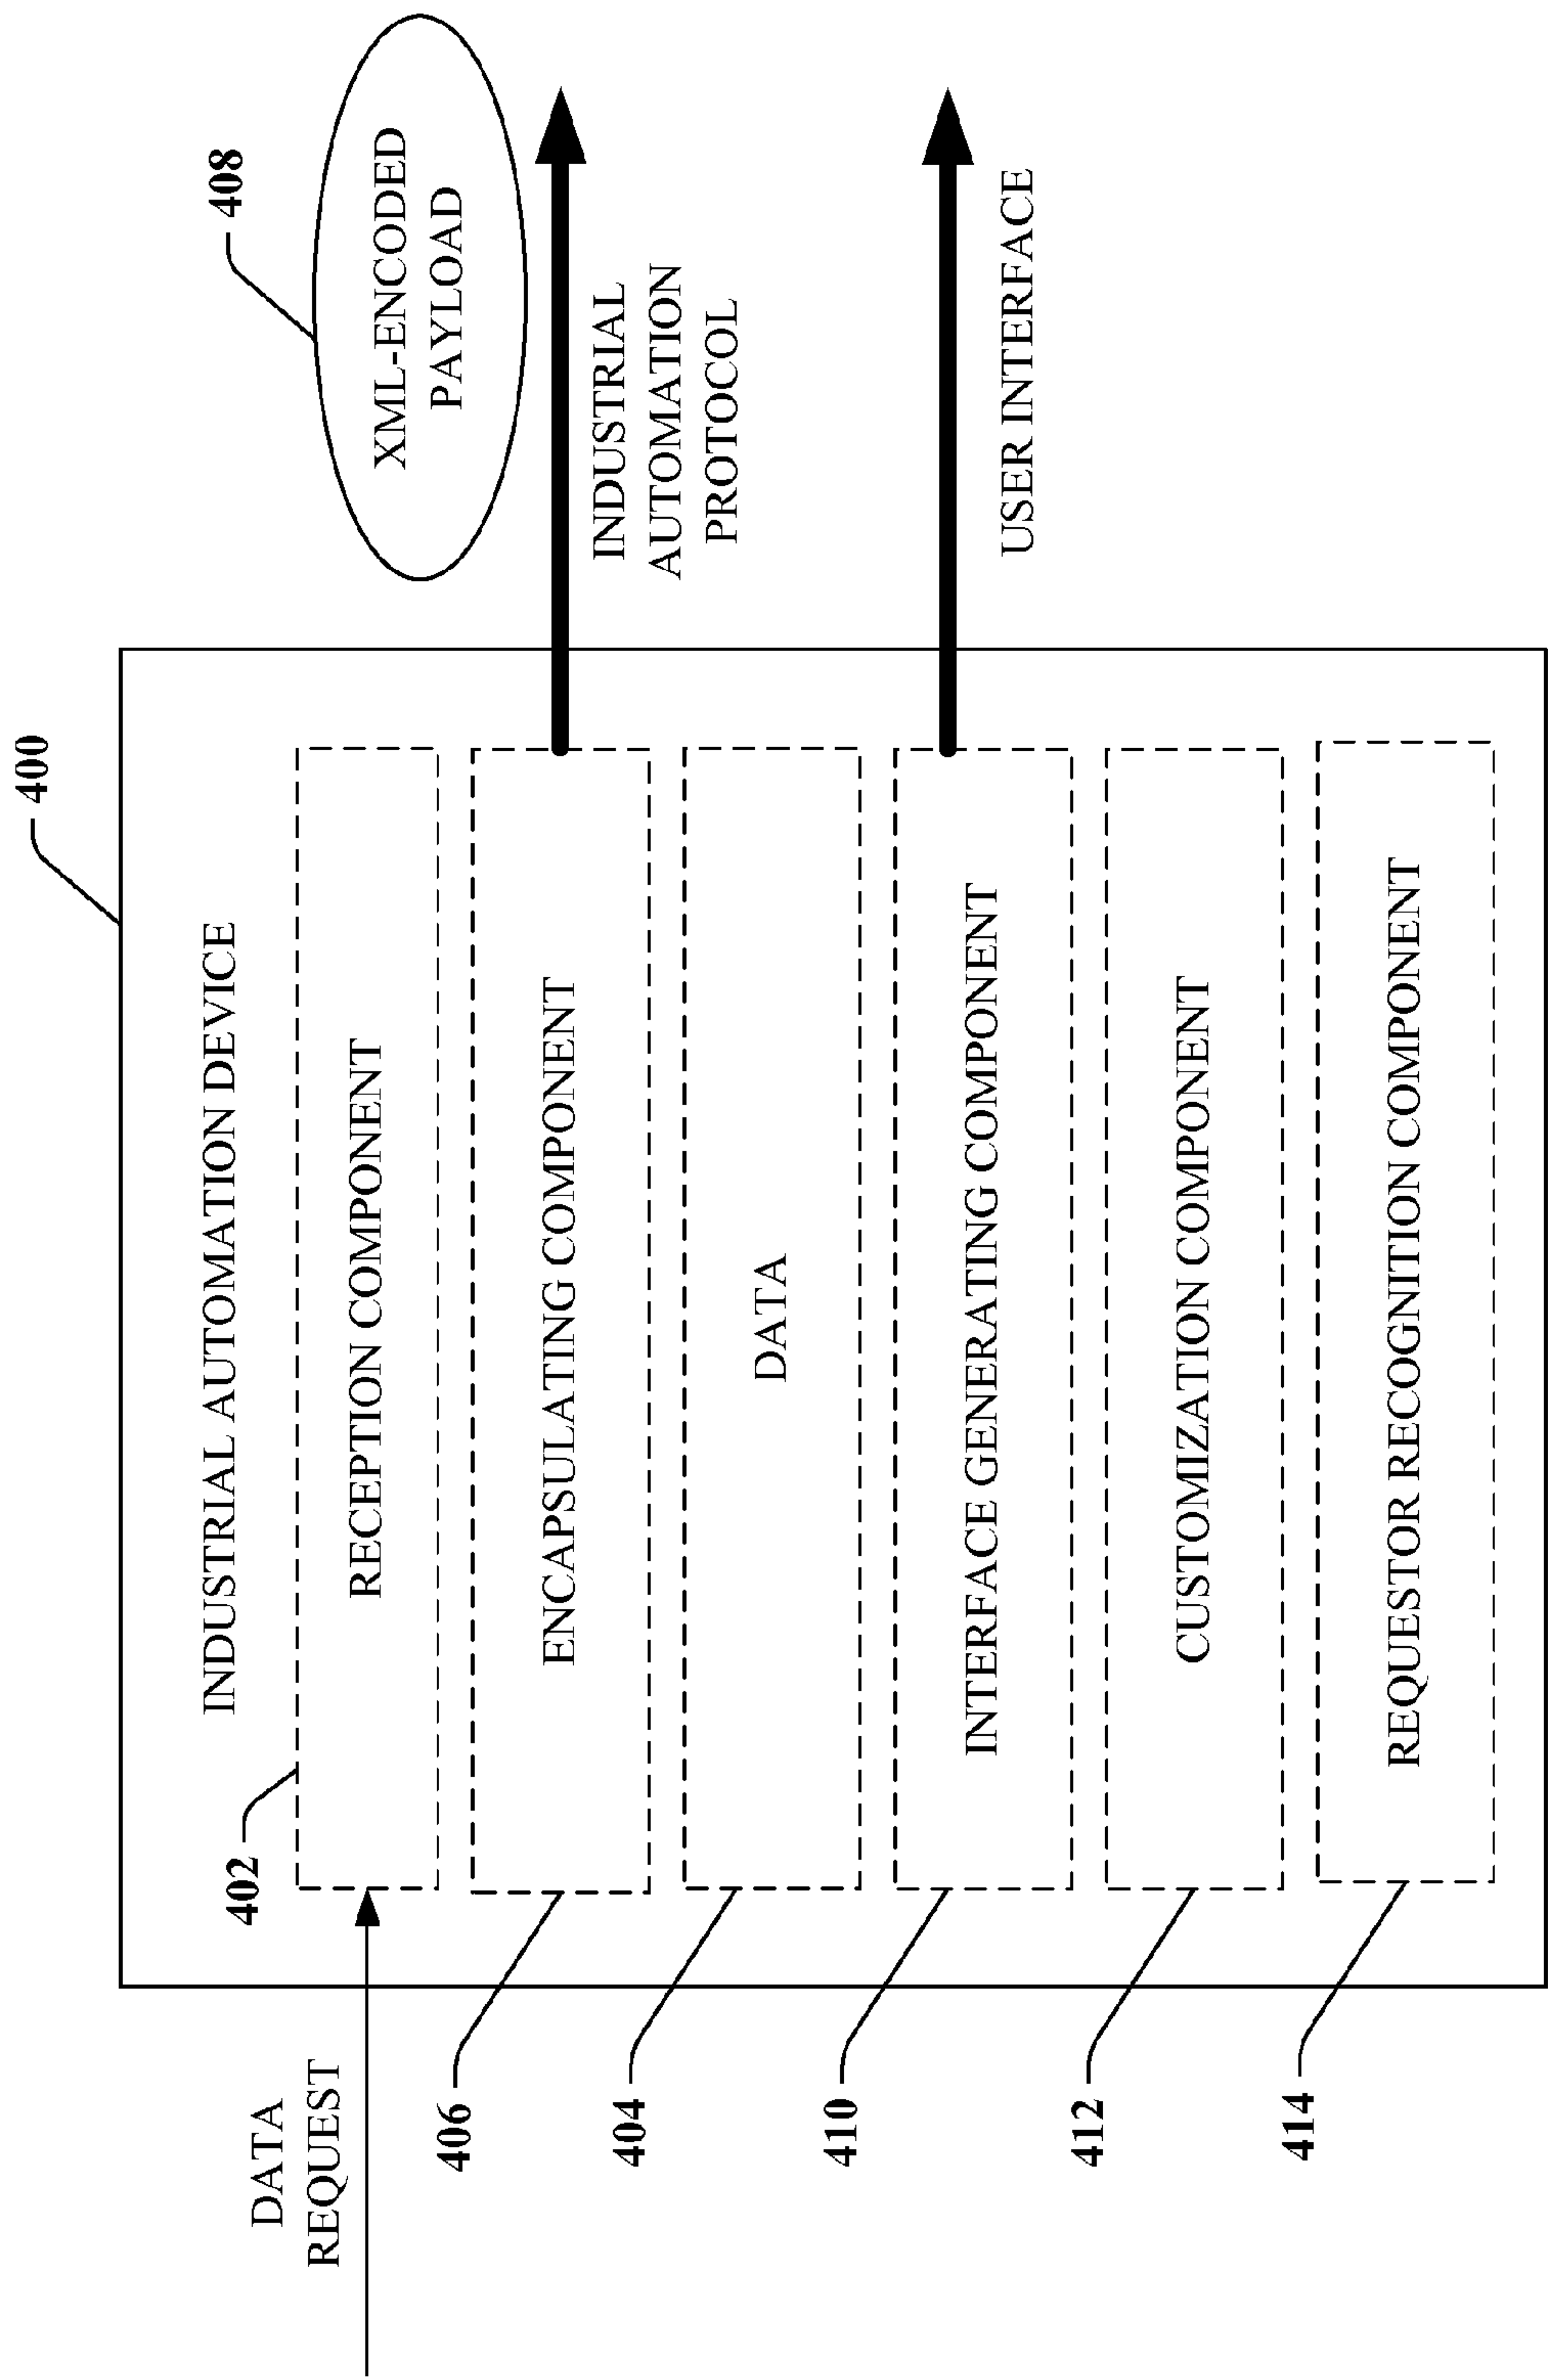 400
408
INDUSTRIAL AUTOMATION DEVICE
XML-ENCODED
PAYLOAD
DATA
REQUEST
402
RECEPTION COMPONENT
406
ENCAPSULATING COMPONENT
INDUSTRIAL
AUTOMATION
PROTOCOL
404
DATA
410
INTERFACE GENERATING COMPONENT
USER INTERFACE
412
CUSTOMIZATION COMPONENT
414
REQUESTOR RECOGNITION COMPONENT